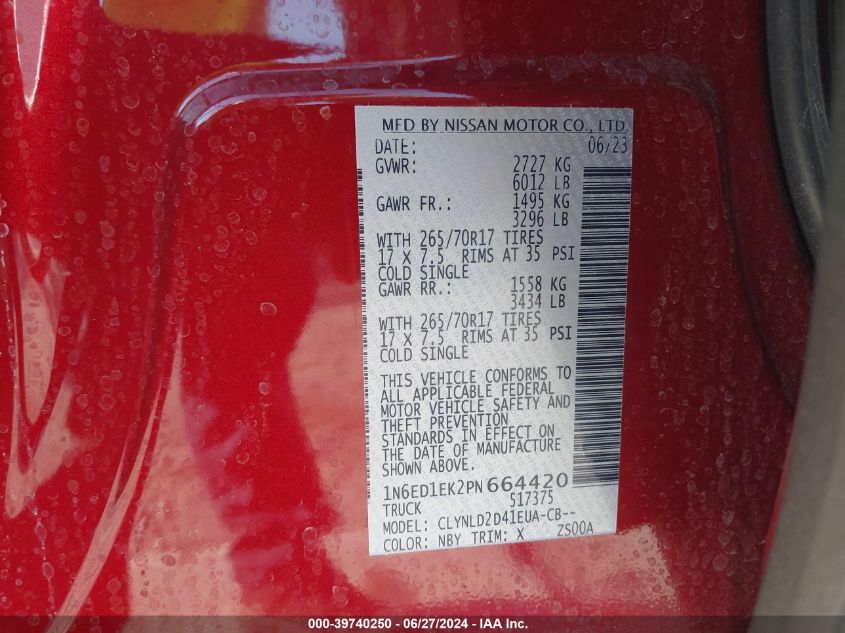 MFD BY NISSAN MOTOR CO., LTD.
DATE: 06/23
GVWR: 2727 KG
6012 LB
GAWR FR.: 1495 KG
3296 LB
WITH 265/70R17 TIRES
17 X 7.5 RIMS AT 35 PSI
COLD SINGLE
GAWR RR.: 1558 KG
3434 LB
WITH 265/70R17 TIRES
17 X 7.5 RIMS AT 35 PSI
COLD SINGLE
THIS VEHICLE CONFORMS TO
ALL APPLICABLE FEDERAL
MOTOR VEHICLE SAFETY AND
THEFT PREVENTION
STANDARDS IN EFFECT ON
THE DATE OF MANUFACTURE
SHOWN ABOVE.
1N6ED1EK2PN664420
TRUCK 517375
MODEL: CLYNLD2D41EUA-CB--
COLOR: NBY TRIM: X ZS00A
000-39740250 - 06/27/2024 - IAAI Inc.